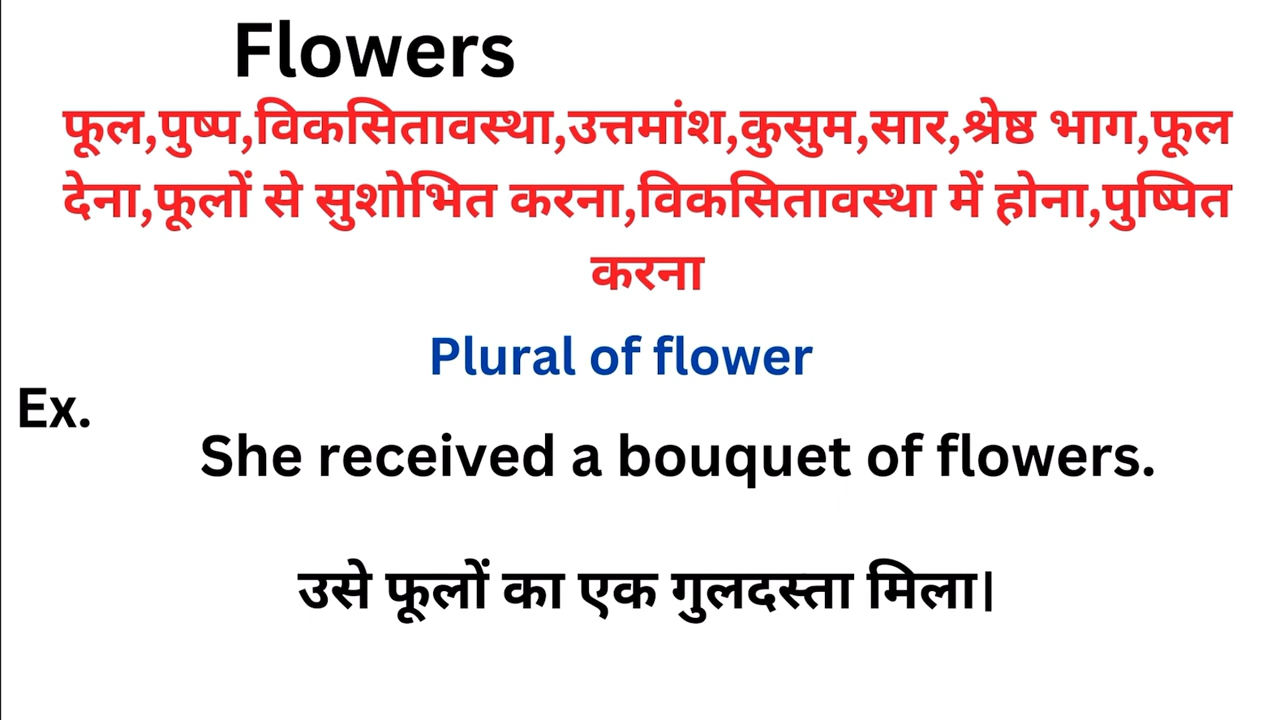 Flowers
फूल,पुष्प,विकसितावस्था,उत्तमांश,कुसुम,सार,श्रेष्ठ भाग,फूल
देना,फूलों से सुशोभित करना,विकसितावस्था में होना,पुष्पित
करना
Plural of flower
Ex.
She received a bouquet of flowers.
उसे फूलों का एक गुलदस्ता मिला।